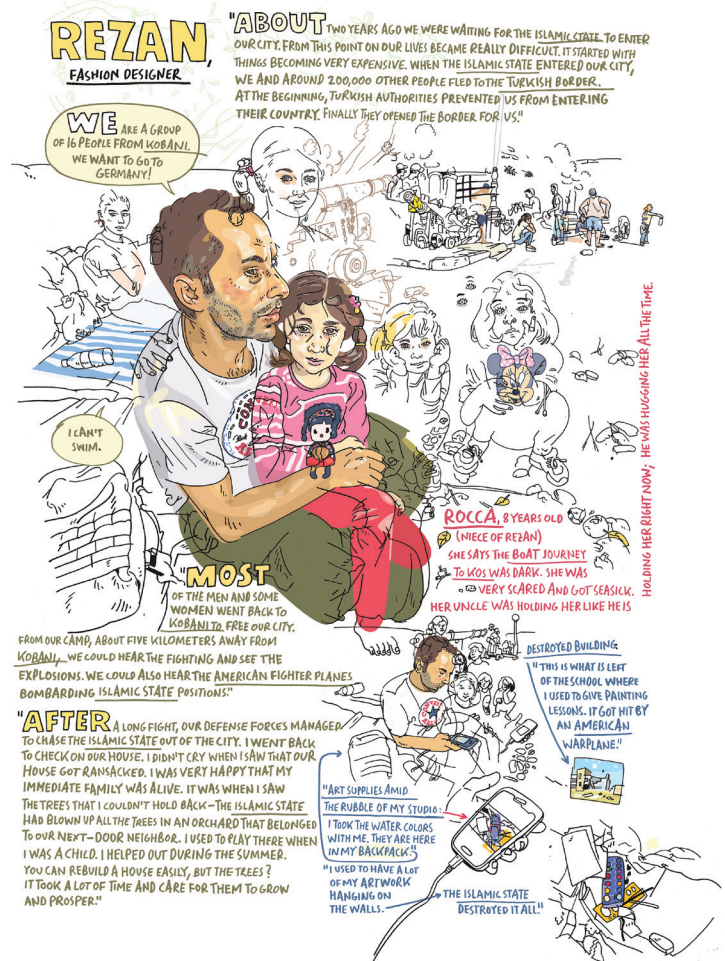 REZAN,
FASHION DESIGNER
"ABOUT TWO YEARS AGO WE WERE WAITING FOR THE ISLAMIC STATE TO ENTER
OUR CITY. FROM THIS POINT ON OUR LIVES BECAME REALLY DIFFICULT. IT STARTED WITH
THINGS BECOMING VERY EXPENSIVE. WHEN THE ISLAMIC STATE ENTERED OUR CITY,
WE AND AROUND 200,000 OTHER PEOPLE FLED TO THE TURKISH BORDER.
AT THE BEGINNING, TURKISH AUTHORITIES PREVENTED US FROM ENTERING
THEIR COUNTRY. FINALLY THEY OPENED THE BORDER FOR US."
WE ARE A GROUP
OF 16 PEOPLE FROM KOBANI.
WE WANT TO GO TO
GERMANY!
I CAN'T
SWIM.
ROCCA, 8 YEARS OLD
(NIECE OF REZAN)
SHE SAYS THE BOAT JOURNEY
TO KOS WAS DARK. SHE WAS
VERY SCARED AND GOT SEASICK.
HER UNCLE WAS HOLDING HER LIKE HE IS
HOLDING HER RIGHT NOW; HE WAS HUGGING HER ALL THE TIME.
"MOST
OF THE MEN AND SOME
WOMEN WENT BACK TO
KOBANI TO FREE OUR CITY.
FROM OUR CAMP, ABOUT FIVE KILOMETERS AWAY FROM
KOBANI, WE COULD HEAR THE FIGHTING AND SEE THE
EXPLOSIONS. WE COULD ALSO HEAR THE AMERICAN FIGHTER PLANES
BOMBARDING ISLAMIC STATE POSITIONS."
"AFTER A LONG FIGHT, OUR DEFENSE FORCES MANAGED
TO CHASE THE ISLAMIC STATE OUT OF THE CITY. I WENT BACK
TO CHECK ON OUR HOUSE. I DIDN'T CRY WHEN I SAW THAT OUR
HOUSE GOT RANSACKED. I WAS VERY HAPPY THAT MY
IMMEDIATE FAMILY WAS ALIVE. IT WAS WHEN I SAW
THE TREES THAT I COULDN'T HOLD BACK—THE ISLAMIC STATE
HAD BLOWN UP ALL THE TREES IN AN ORCHARD THAT BELONGED
TO OUR NEXT-DOOR NEIGHBOR. I USED TO PLAY THERE WHEN
I WAS A CHILD. I HELPED OUT DURING THE SUMMER.
YOU CAN REBUILD A HOUSE EASILY, BUT THE TREES?
IT TOOK A LOT OF TIME AND CARE FOR THEM TO GROW
AND PROSPER."
DESTROYED BUILDING
"THIS IS WHAT IS LEFT
OF THE SCHOOL WHERE
I USED TO GIVE PAINTING
LESSONS. IT GOT HIT BY
AN AMERICAN
WARPLANE."
"ART SUPPLIES AMID
THE RUBBLE OF MY STUDIO:
I TOOK THE WATER COLORS
WITH ME. THEY ARE HERE
IN MY BACKPACK."
"I USED TO HAVE A LOT
OF MY ARTWORK
HANGING ON
THE WALLS.
THE ISLAMIC STATE
DESTROYED IT ALL."